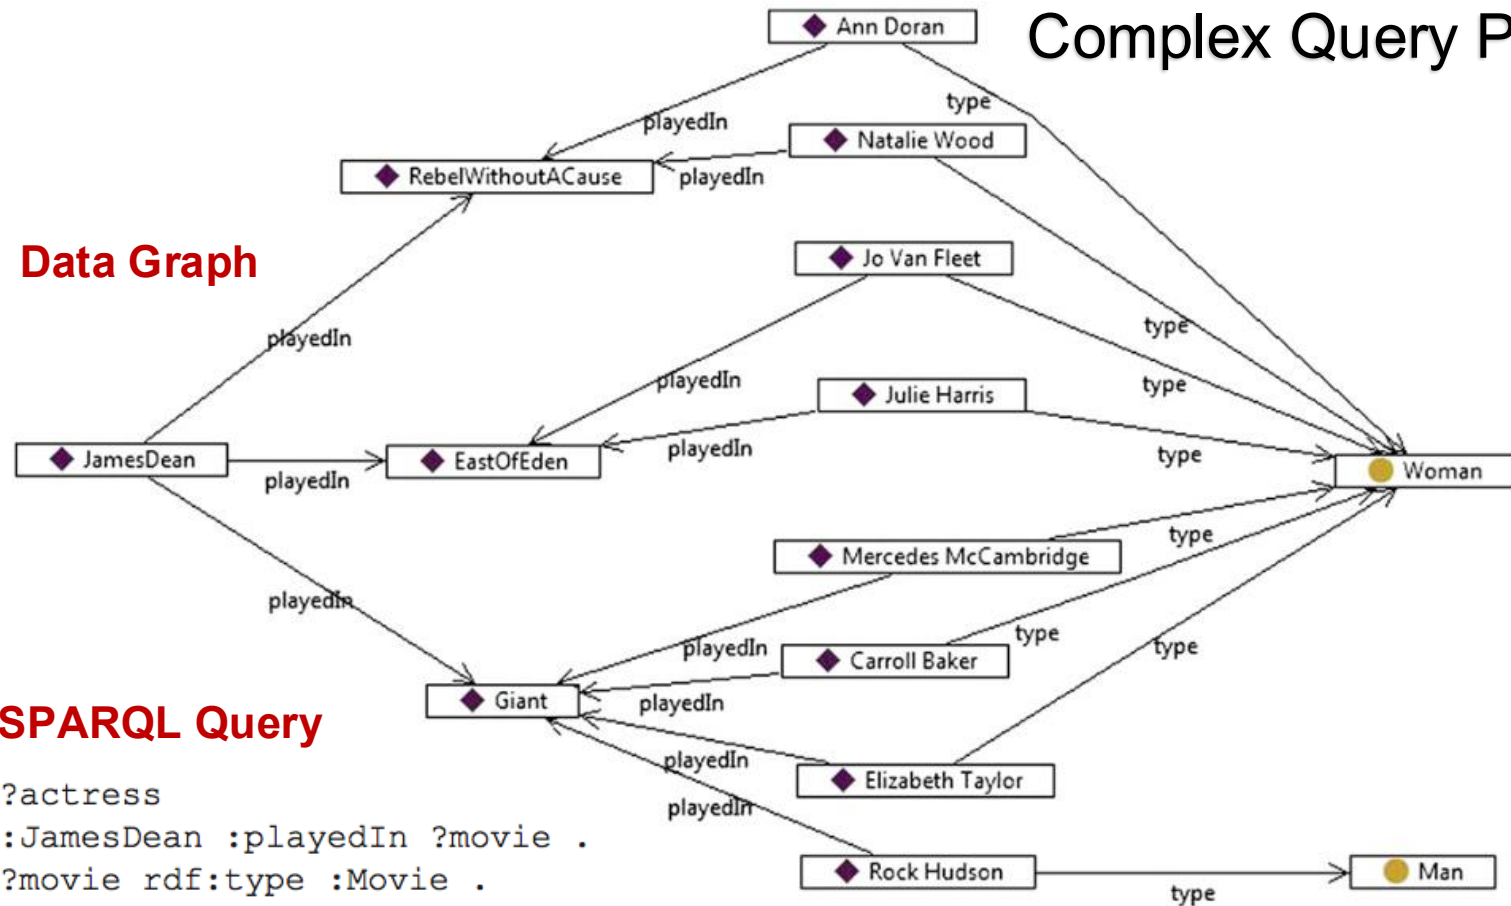 Complex Query P
Ann Doran
type
playedIn
Natalie Wood
RebelWithoutACause
playedIn
Data Graph
Jo Van Fleet
type
playedIn
playedIn
type
Julie Harris
playedIn
type
JamesDean
EastOfEden
playedIn
Woman
type
Mercedes McCambridge
playedIn
type
playedIn
type
Carroll Baker
Giant
playedIn
SPARQL Query
playedIn
Elizabeth Taylor
playedIn
?actress
:JamesDean :playedIn ?movie .
?movie rdf:type :Movie .
Rock Hudson
Man
type